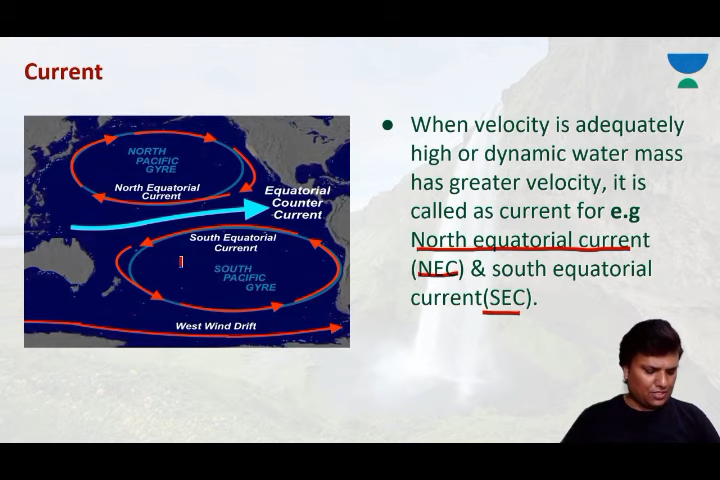 Current
NORTH
PACIFIC
GYRE
North Equatorial
Current
Equatorial
Counter
Current
South Equatorial
Currenrt
SOUTH
PACIFIC
GYRE
West Wind Drift
● When velocity is adequately
high or dynamic water mass
has greater velocity, it is
called as current for e.g
North equatorial current
(NEC) & south equatorial
current(SEC).